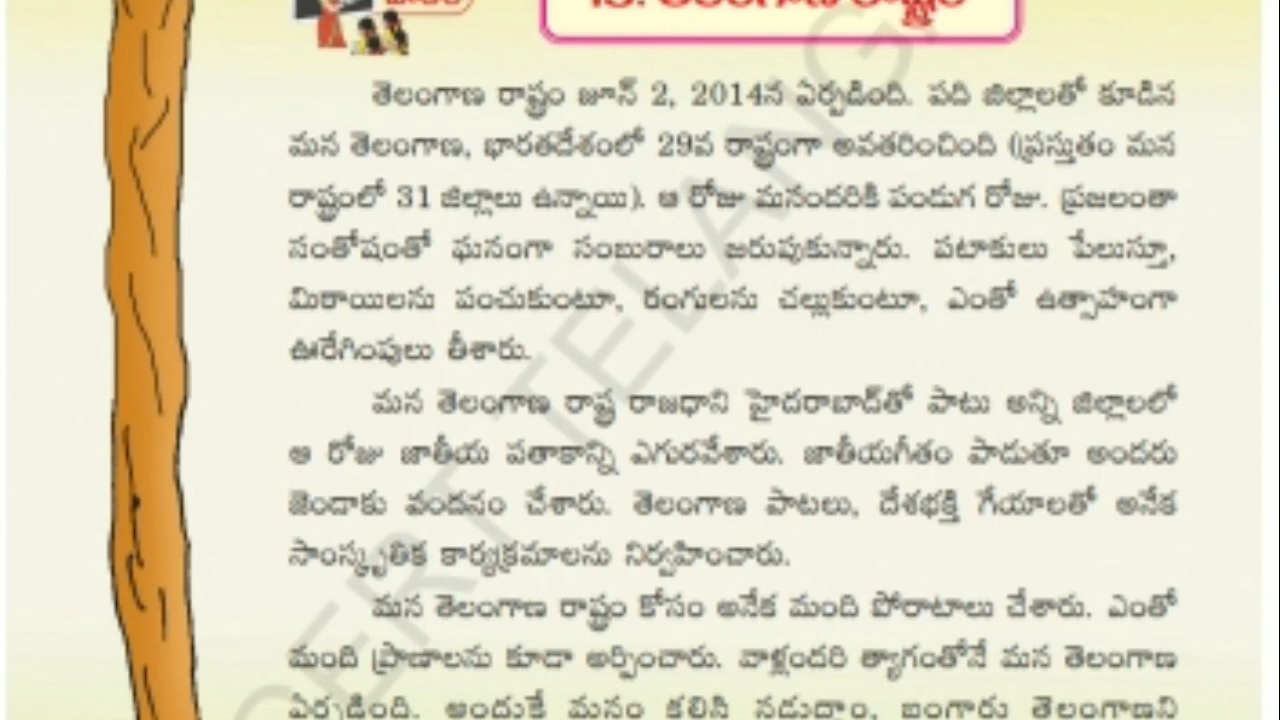 13. తెలంగాణ రాష్ట్రం
తెలంగాణ రాష్ట్రం జూన్ 2, 2014న ఏర్పడింది. పది జిల్లాలతో కూడిన
మన తెలంగాణ, భారతదేశంలో 29వ రాష్ట్రంగా అవతరించింది (ప్రస్తుతం మన
రాష్ట్రంలో 31 జిల్లాలు ఉన్నాయి). ఆ రోజు మనందరికి పండుగ రోజు. ప్రజలంతా
సంతోషంతో ఘనంగా సంబురాలు జరుపుకున్నారు. పటాకులు పేలుస్తూ,
మిఠాయిలను పంచుకుంటూ, రంగులను చల్లుకుంటూ, ఎంతో ఉత్సాహంగా
ఊరేగింపులు తీశారు.
మన తెలంగాణ రాష్ట్ర రాజధాని హైదరాబాద్‌తో పాటు అన్ని జిల్లాలలో
ఆ రోజు జాతీయ పతాకాన్ని ఎగురవేశారు. జాతీయగీతం పాడుతూ అందరు
జెండాకు వందనం చేశారు. తెలంగాణ పాటలు, దేశభక్తి గేయాలతో అనేక
సాంస్కృతిక కార్యక్రమాలను నిర్వహించారు.
మన తెలంగాణ రాష్ట్రం కోసం అనేక మంది పోరాటాలు చేశారు. ఎంతో
మంది ప్రాణాలను కూడా అర్పించారు. వాళ్లందరి త్యాగంతోనే మన తెలంగాణ
ఏర్పడింది. అందుకే మనం కలిసి నడుద్దాం, బంగారు తెలంగాణని